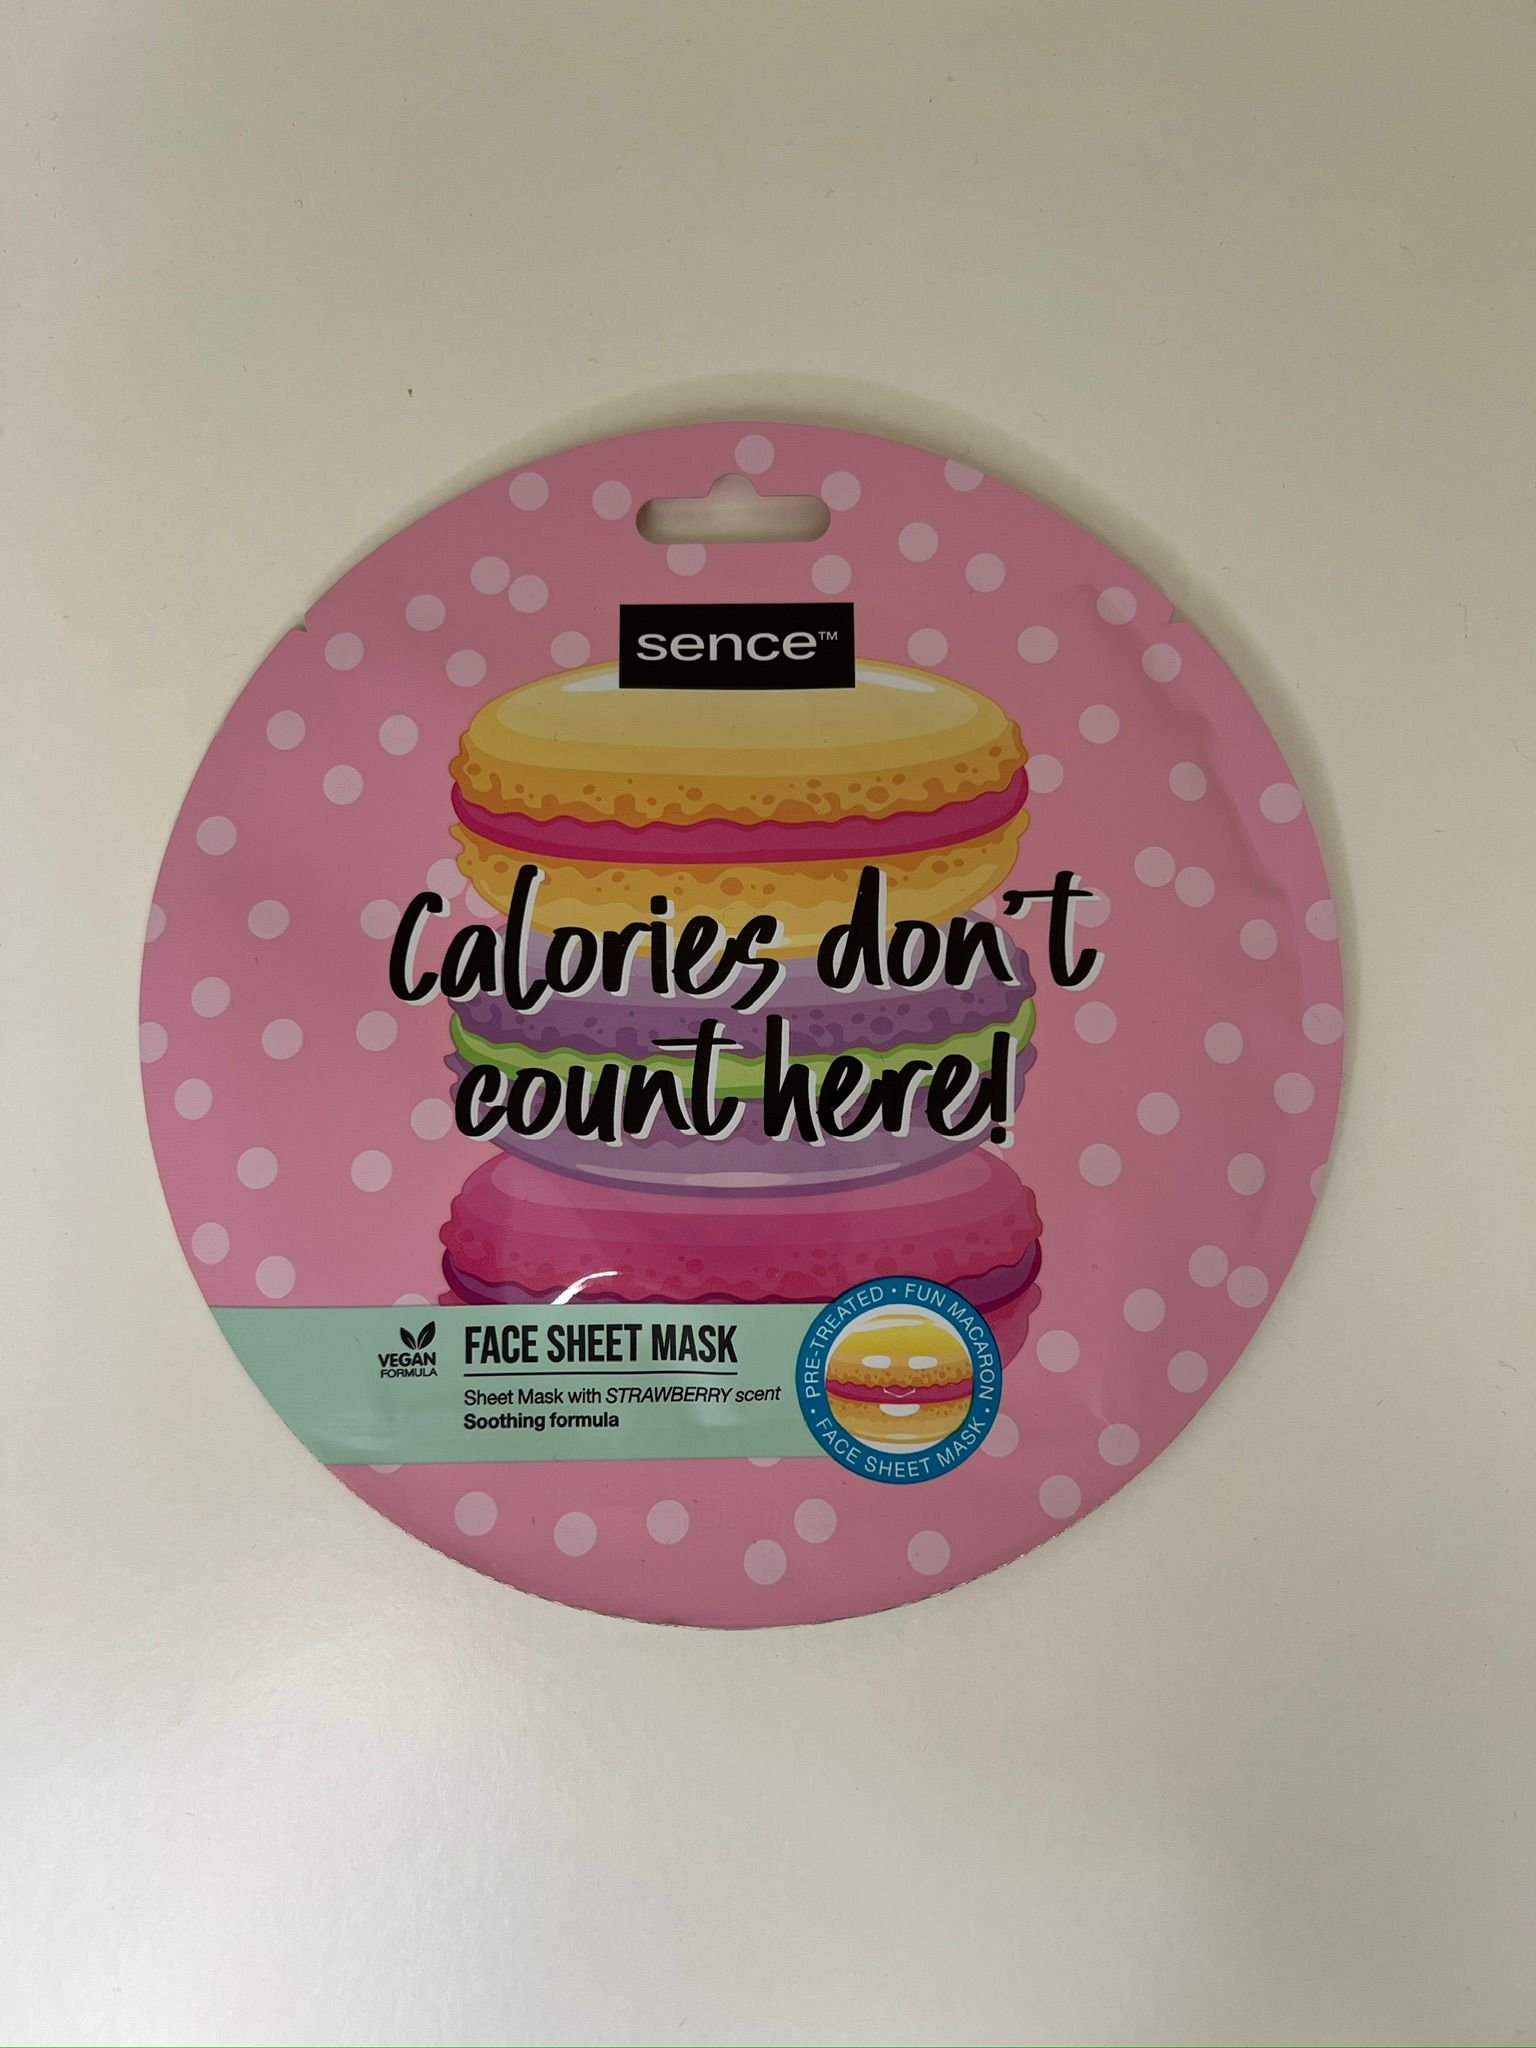 sence™
Calories don't
count here!
VEGAN
FORMULA
FACE SHEET MASK
Sheet Mask with STRAWBERRY scent
Soothing formula
PRE-TREATED • FUN MACARON • FACE SHEET MASK •